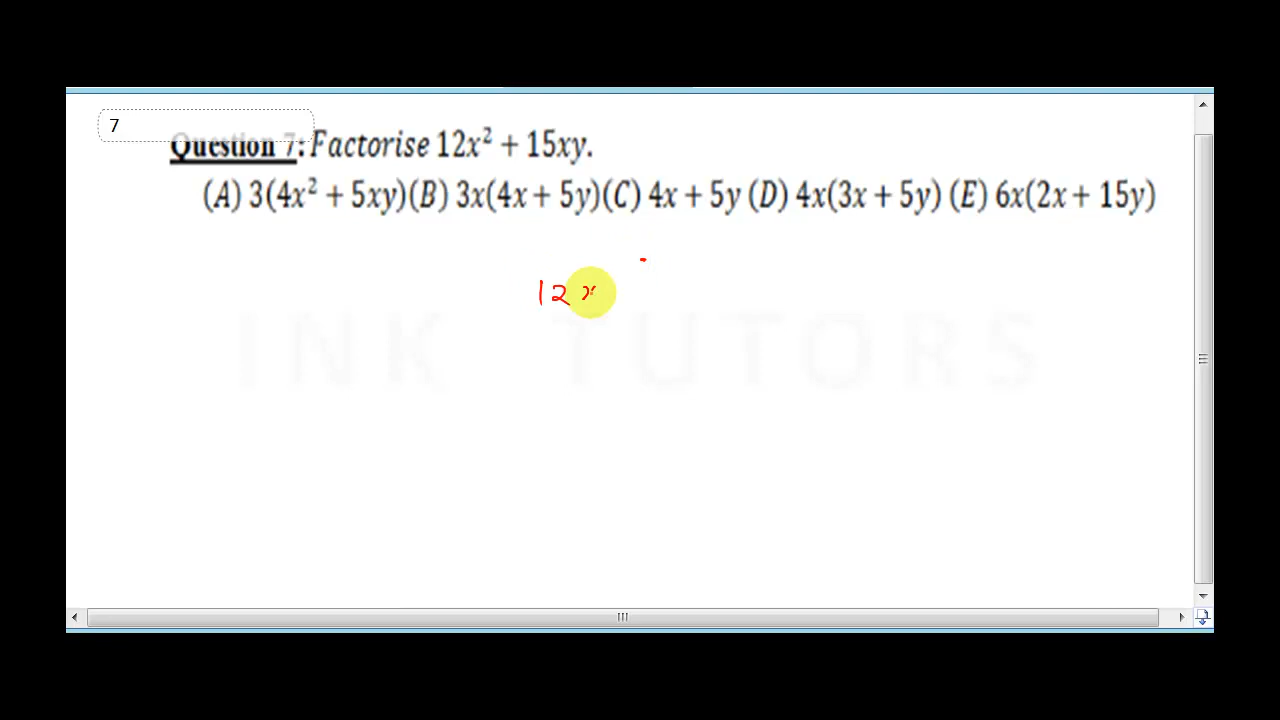 7
Question 7: Factorise 12x² + 15xy.
(A) 3(4x² + 5xy)(B) 3x(4x + 5y)(C) 4x + 5y (D) 4x(3x + 5y) (E) 6x(2x + 15y)
12x
INK TUTORS